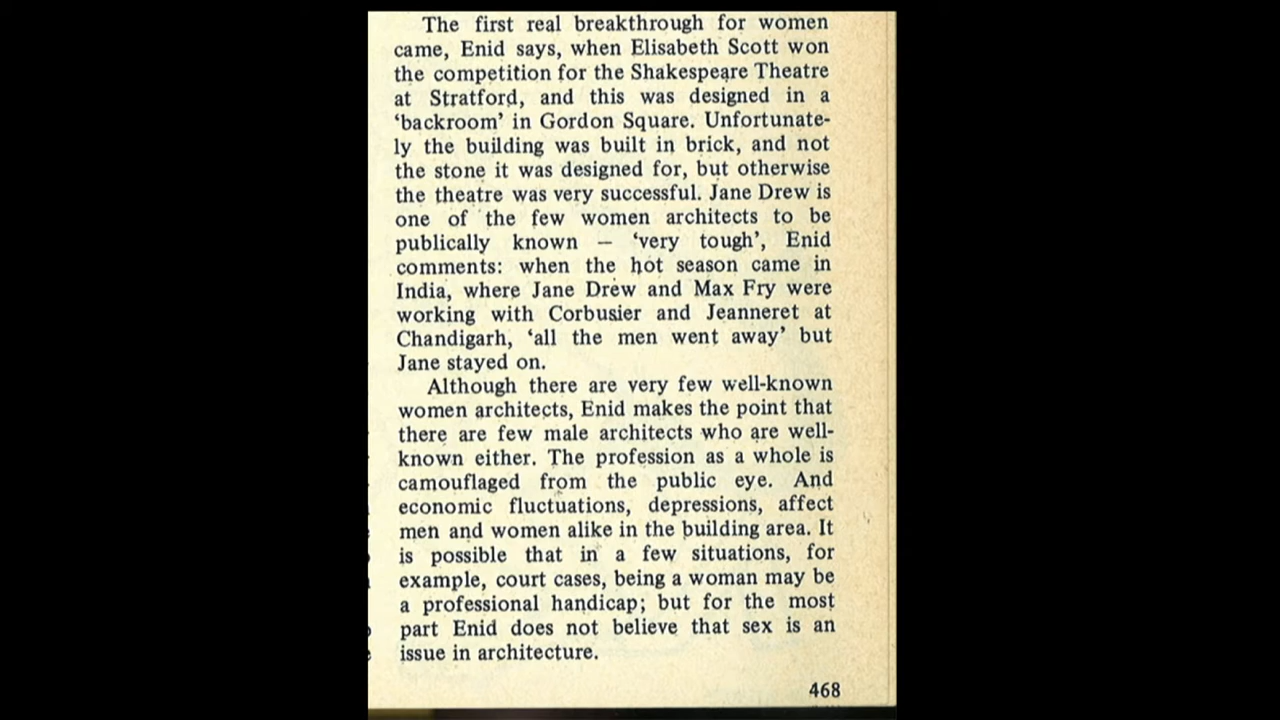 The first real breakthrough for women
came, Enid says, when Elisabeth Scott won
the competition for the Shakespeare Theatre
at Stratford, and this was designed in a
‘backroom’ in Gordon Square. Unfortunate-
ly the building was built in brick, and not
the stone it was designed for, but otherwise
the theatre was very successful. Jane Drew is
one of the few women architects to be
publically known — ‘very tough’, Enid
comments: when the hot season came in
India, where Jane Drew and Max Fry were
working with Corbusier and Jeanneret at
Chandigarh, ‘all the men went away’ but
Jane stayed on.
Although there are very few well-known
women architects, Enid makes the point that
there are few male architects who are well-
known either. The profession as a whole is
camouflaged from the public eye. And
economic fluctuations, depressions, affect
men and women alike in the building area. It
is possible that in a few situations, for
example, court cases, being a woman may be
a professional handicap; but for the most
part Enid does not believe that sex is an
issue in architecture.
468